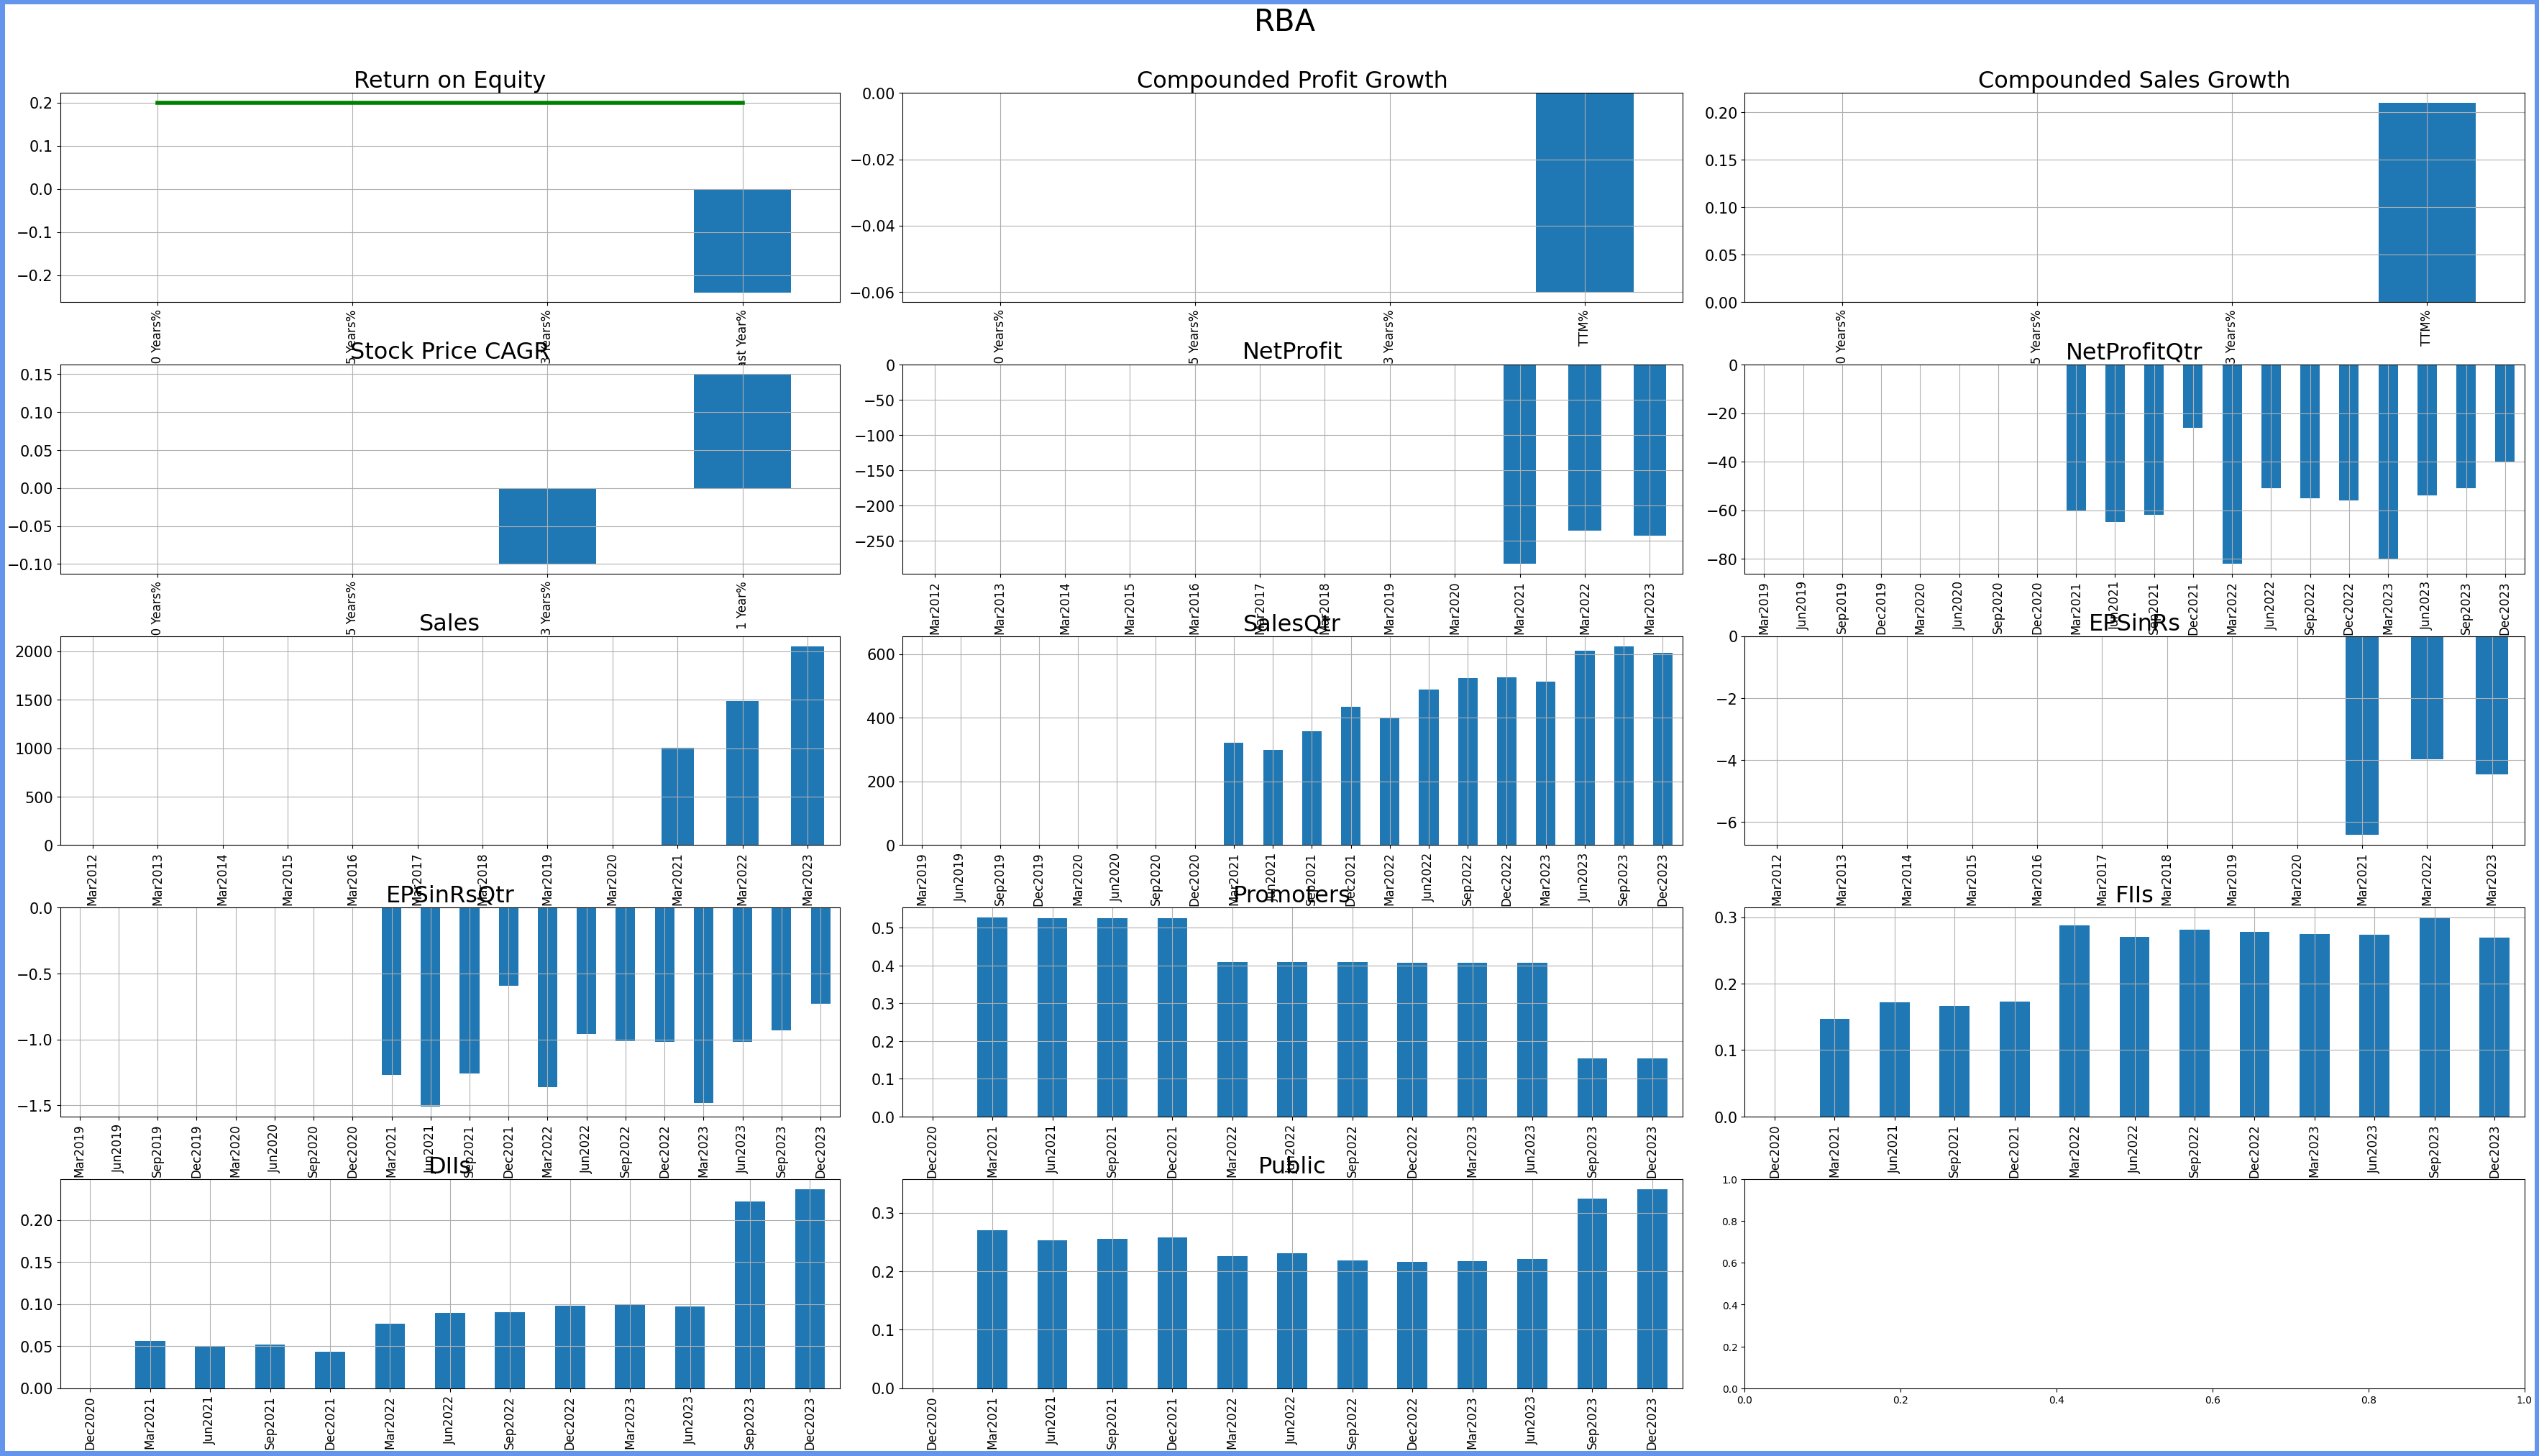 RBA
Return on Equity
0.2
0.1
0.0
−0.1
−0.2
0 Years% 5 Years% 3 Years% ast Year%
Compounded Profit Growth
0.00
−0.02
−0.04
−0.06
0 Years% 5 Years% 3 Years% TTM%
Compounded Sales Growth
0.20
0.15
0.10
0.05
0.00
0 Years% 5 Years% 3 Years% TTM%
Stock Price CAGR
0.15
0.10
0.05
0.00
−0.05
−0.10
0 Years% 5 Years% 3 Years% 1 Year%
NetProfit
0
−50
−100
−150
−200
−250
Mar2012 Mar2013 Mar2014 Mar2015 Mar2016 Mar2017 Mar2018 Mar2019 Mar2020 Mar2021 Mar2022 Mar2023
NetProfitQtr
0
−20
−40
−60
−80
Mar2019 Jun2019 Sep2019 Dec2019 Mar2020 Jun2020 Sep2020 Dec2020 Mar2021 Jun2021 Sep2021 Dec2021 Mar2022 Jun2022 Sep2022 Dec2022 Mar2023 Jun2023 Sep2023 Dec2023
Sales
2000
1500
1000
500
0
Mar2012 Mar2013 Mar2014 Mar2015 Mar2016 Mar2017 Mar2018 Mar2019 Mar2020 Mar2021 Mar2022 Mar2023
SalesQtr
600
400
200
0
Mar2019 Jun2019 Sep2019 Dec2019 Mar2020 Jun2020 Sep2020 Dec2020 Mar2021 Jun2021 Sep2021 Dec2021 Mar2022 Jun2022 Sep2022 Dec2022 Mar2023 Jun2023 Sep2023 Dec2023
EPSinRs
0
−2
−4
−6
Mar2012 Mar2013 Mar2014 Mar2015 Mar2016 Mar2017 Mar2018 Mar2019 Mar2020 Mar2021 Mar2022 Mar2023
EPSinRsQtr
0.0
−0.5
−1.0
−1.5
Mar2019 Jun2019 Sep2019 Dec2019 Mar2020 Jun2020 Sep2020 Dec2020 Mar2021 Jun2021 Sep2021 Dec2021 Mar2022 Jun2022 Sep2022 Dec2022 Mar2023 Jun2023 Sep2023 Dec2023
Promoters
0.5
0.4
0.3
0.2
0.1
0.0
Dec2020 Mar2021 Jun2021 Sep2021 Dec2021 Mar2022 Jun2022 Sep2022 Dec2022 Mar2023 Jun2023 Sep2023 Dec2023
FIIs
0.3
0.2
0.1
0.0
Dec2020 Mar2021 Jun2021 Sep2021 Dec2021 Mar2022 Jun2022 Sep2022 Dec2022 Mar2023 Jun2023 Sep2023 Dec2023
DIIs
0.20
0.15
0.10
0.05
0.00
Dec2020 Mar2021 Jun2021 Sep2021 Dec2021 Mar2022 Jun2022 Sep2022 Dec2022 Mar2023 Jun2023 Sep2023 Dec2023
Public
0.3
0.2
0.1
0.0
Dec2020 Mar2021 Jun2021 Sep2021 Dec2021 Mar2022 Jun2022 Sep2022 Dec2022 Mar2023 Jun2023 Sep2023 Dec2023
1.0
0.8
0.6
0.4
0.2
0.0
0.0 0.2 0.4 0.6 0.8 1.0